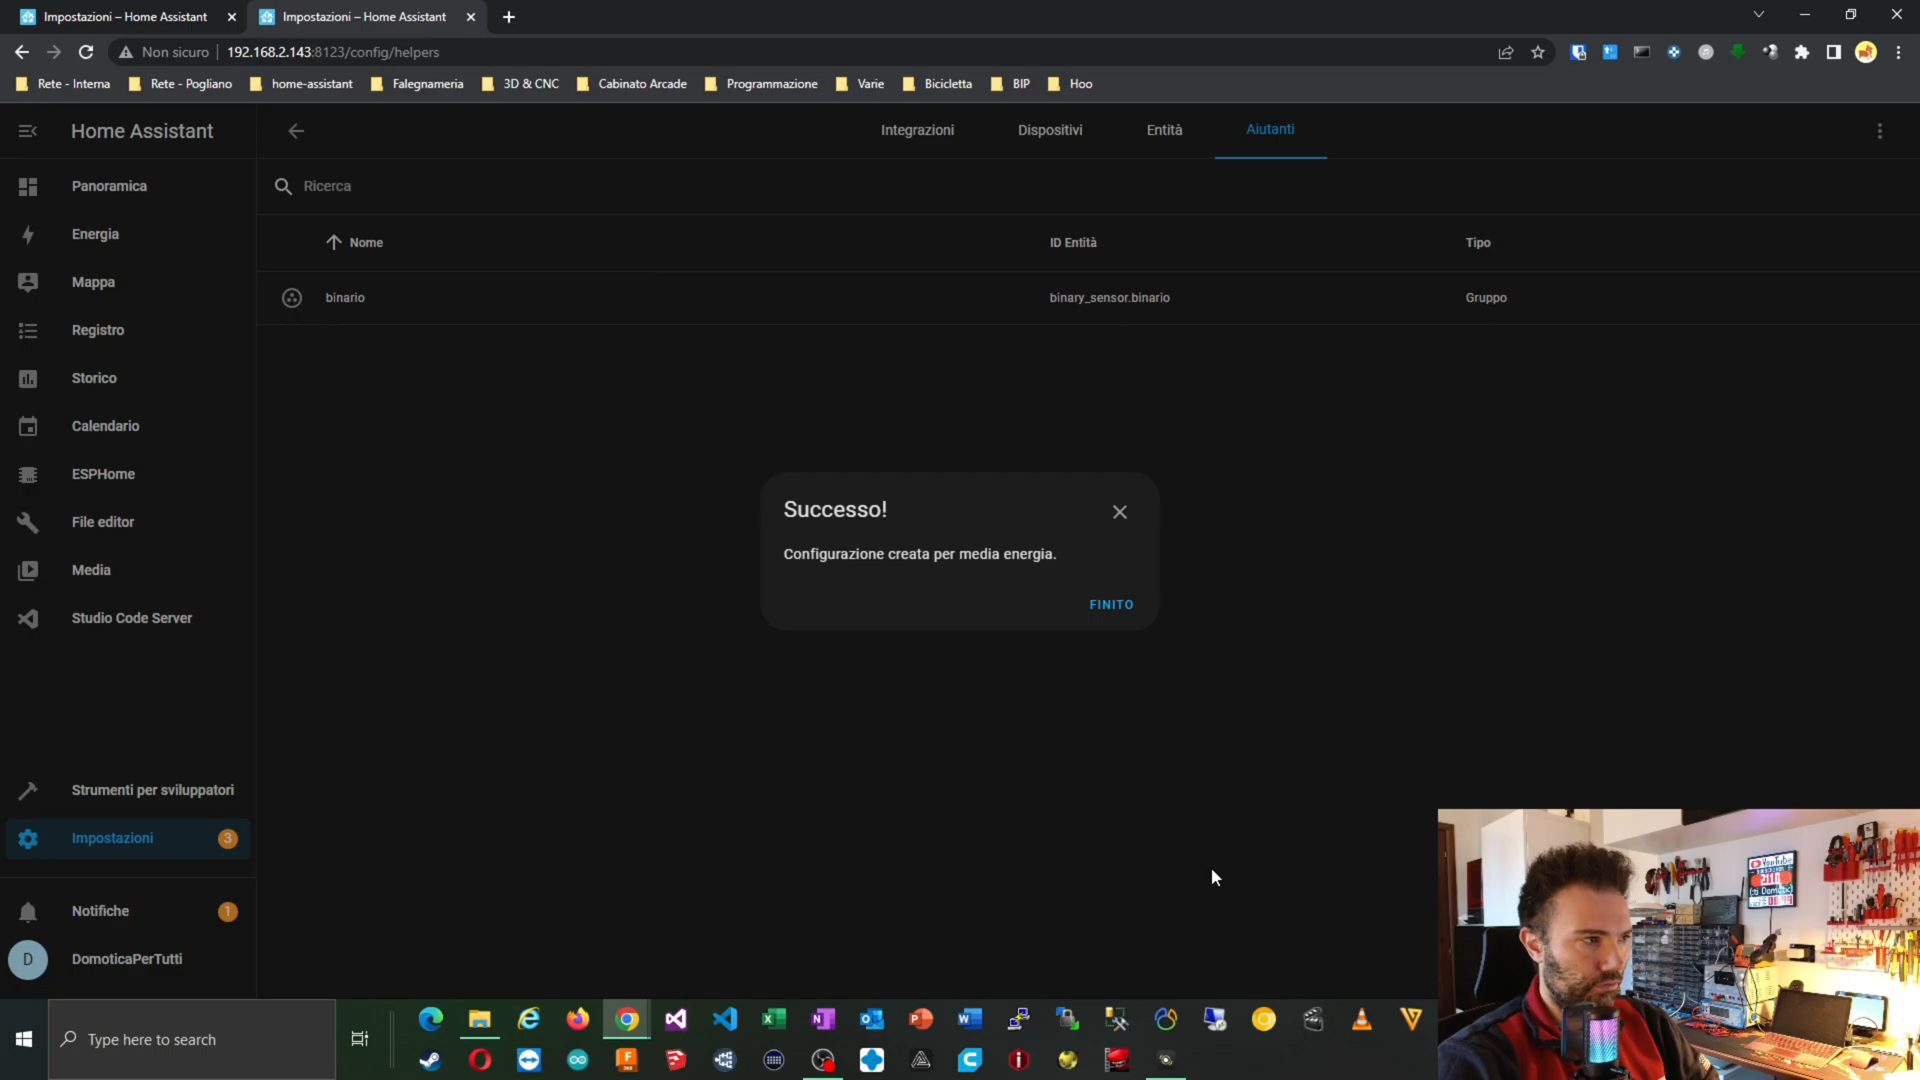 Impostazioni – Home Assistant
Impostazioni – Home Assistant
Non sicuro
192.168.2.143:8123/config/helpers
Rete - Interna
Rete - Pogliano
home-assistant
Falegnameria
3D & CNC
Cabinato Arcade
Programmazione
Varie
Bicicletta
BIP
Hoo
Home Assistant
Integrazioni
Dispositivi
Entità
Aiutanti
Panoramica
Energia
Mappa
Registro
Storico
Calendario
ESPHome
File editor
Media
Studio Code Server
Strumenti per sviluppatori
Impostazioni
3
Notifiche
1
D
DomoticaPerTutti
Ricerca
Nome
ID Entità
Tipo
binario
binary_sensor.binario
Gruppo
Successo!
Configurazione creata per media energia.
FINITO
Type here to search
YouTube